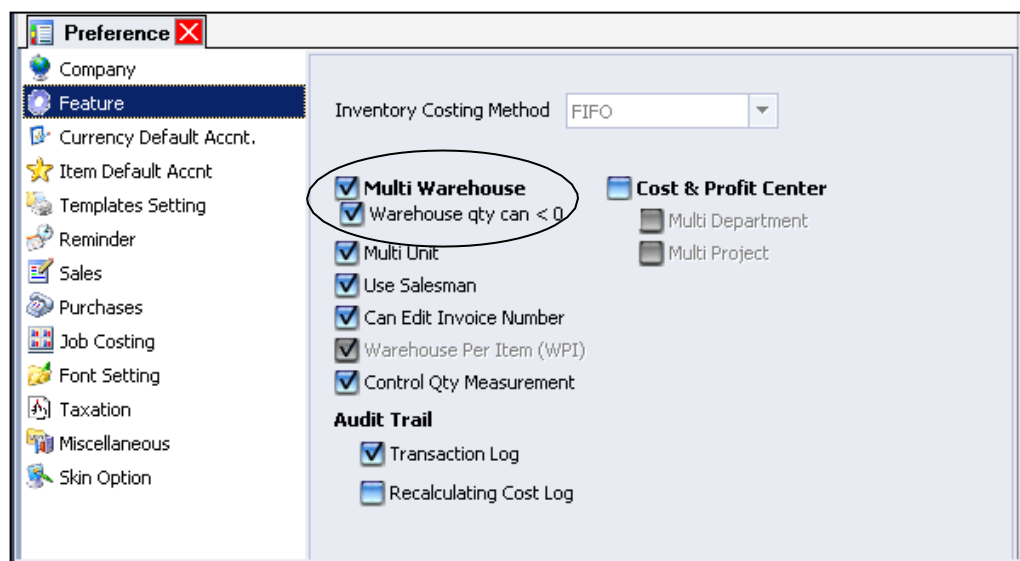 Preference
Company
Feature
Currency Default Accnt.
Item Default Accnt
Templates Setting
Reminder
Sales
Purchases
Job Costing
Font Setting
Taxation
Miscellaneous
Skin Option
Inventory Costing Method FIFO
Multi Warehouse
Warehouse qty can < 0
Multi Unit
Use Salesman
Can Edit Invoice Number
Warehouse Per Item (WPI)
Control Qty Measurement
Audit Trail
Transaction Log
Recalculating Cost Log
Cost & Profit Center
Multi Department
Multi Project